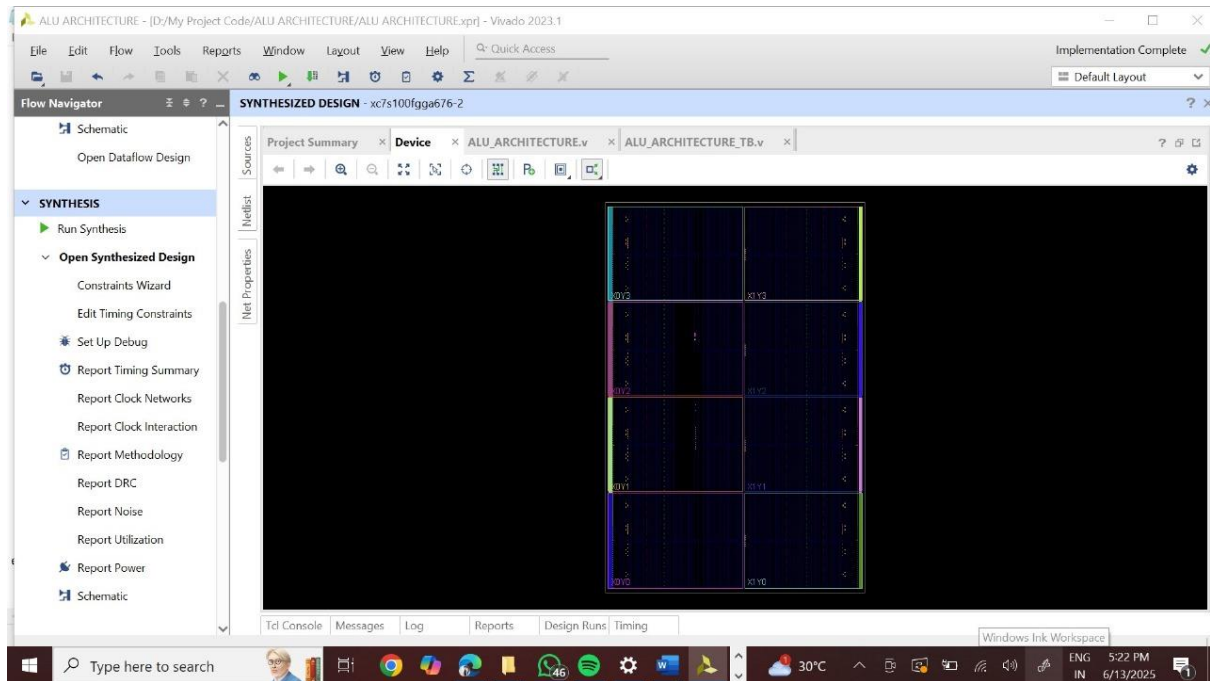 ALU ARCHITECTURE - [D:/My Project Code/ALU ARCHITECTURE/ALU ARCHITECTURE.xpr] - Vivado 2023.1
File Edit Flow Tools Reports Window Layout View Help Quick Access
Implementation Complete
Default Layout
Flow Navigator
SYNTHESIZED DESIGN - xc7s100fgga676-2
Schematic
Open Dataflow Design
SYNTHESIS
Run Synthesis
Open Synthesized Design
Constraints Wizard
Edit Timing Constraints
Set Up Debug
Report Timing Summary
Report Clock Networks
Report Clock Interaction
Report Methodology
Report DRC
Report Noise
Report Utilization
Report Power
Schematic
Sources
Netlist
Net Properties
Project Summary Device ALU_ARCHITECTURE.v ALU_ARCHITECTURE_TB.v
X0Y3 X1Y3
X0Y2 X1Y2
X0Y1 X1Y1
X0Y0 X1Y0
Tcl Console Messages Log Reports Design Runs Timing
Windows Ink Workspace
Type here to search
46
30°C
ENG 5:22 PM
IN 6/13/2025
1